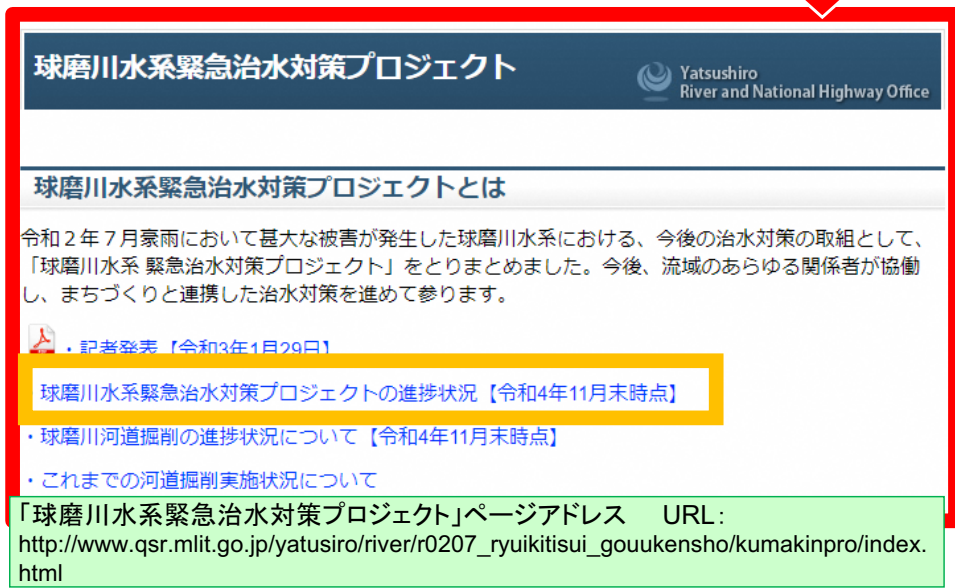 球磨川水系緊急治水対策プロジェクト
Yatsushiro
River and National Highway Office
球磨川水系緊急治水対策プロジェクトとは
令和２年７月豪雨において甚大な被害が発生した球磨川水系における、今後の治水対策の取組として、
「球磨川水系 緊急治水対策プロジェクト」をとりまとめました。今後、流域のあらゆる関係者が協働
し、まちづくりと連携した治水対策を進めて参ります。
・記者発表【令和3年1月29日】
球磨川水系緊急治水対策プロジェクトの進捗状況【令和4年11月末時点】
・球磨川河道掘削の進捗状況について【令和4年11月末時点】
・これまでの河道掘削実施状況について
「球磨川水系緊急治水対策プロジェクト」ページアドレス　URL：
http://www.qsr.mlit.go.jp/yatusiro/river/r0207_ryuikitisui_gouukensho/kumakinpro/index.
html